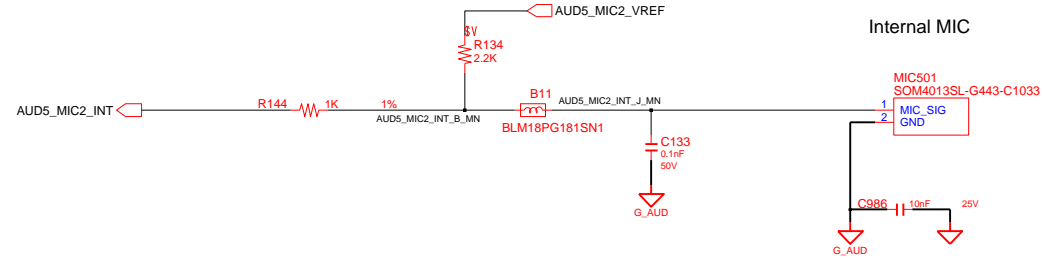 AUD5_MIC2_VREF
Internal MIC
$V
R134
2.2K
MIC501
SOM4013SL-G443-C1033
B11
AUD5_MIC2_INT_J_MN
AUD5_MIC2_INT
R144
1K
1%
1
MIC_SIG
2
GND
AUD5_MIC2_INT_B_MN
BLM18PG181SN1
C133
0.1nF
50V
G_AUD
C986
10nF
25V
G_AUD